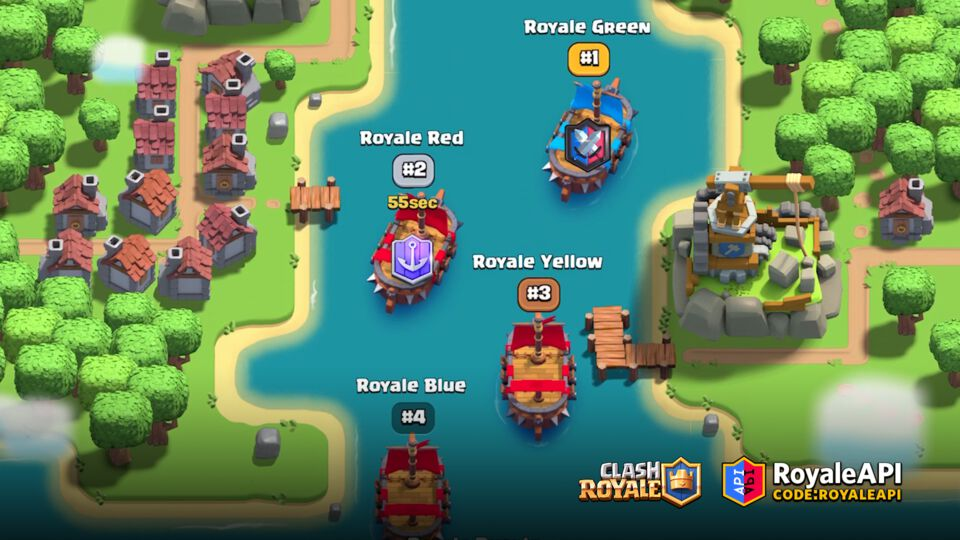 Royale Green
#1
Royale Red
#2
55sec
Royale Yellow
#3
Royale Blue
#4
CLASH
ROYALE
API
RoyaleAPI
CODE:ROYALEAPI